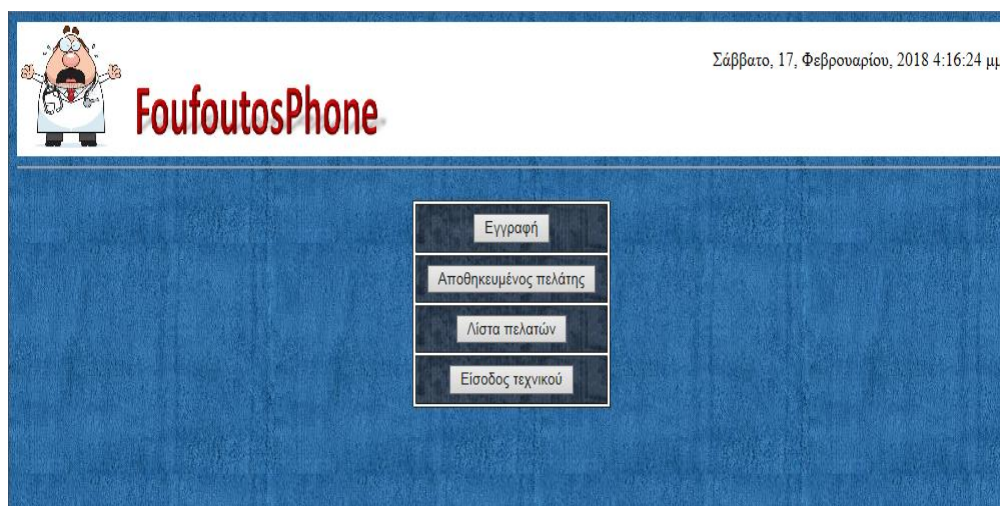 Σάββατο, 17, Φεβρουαρίου, 2018 4:16:24 μμ
FoufoutosPhone
Εγγραφή
Αποθηκευμένος πελάτης
Λίστα πελατών
Είσοδος τεχνικού